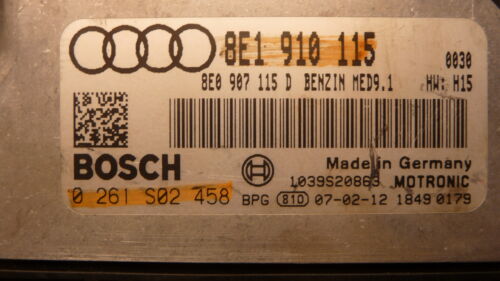 8E1 910 115 0030
8E0 907 115 D BENZIN MED9.1 HW: H15
BOSCH
Made in Germany
0 261 S02 458
1039S20863 MOTRONIC
BPG 810 07-02-12 1849 0179